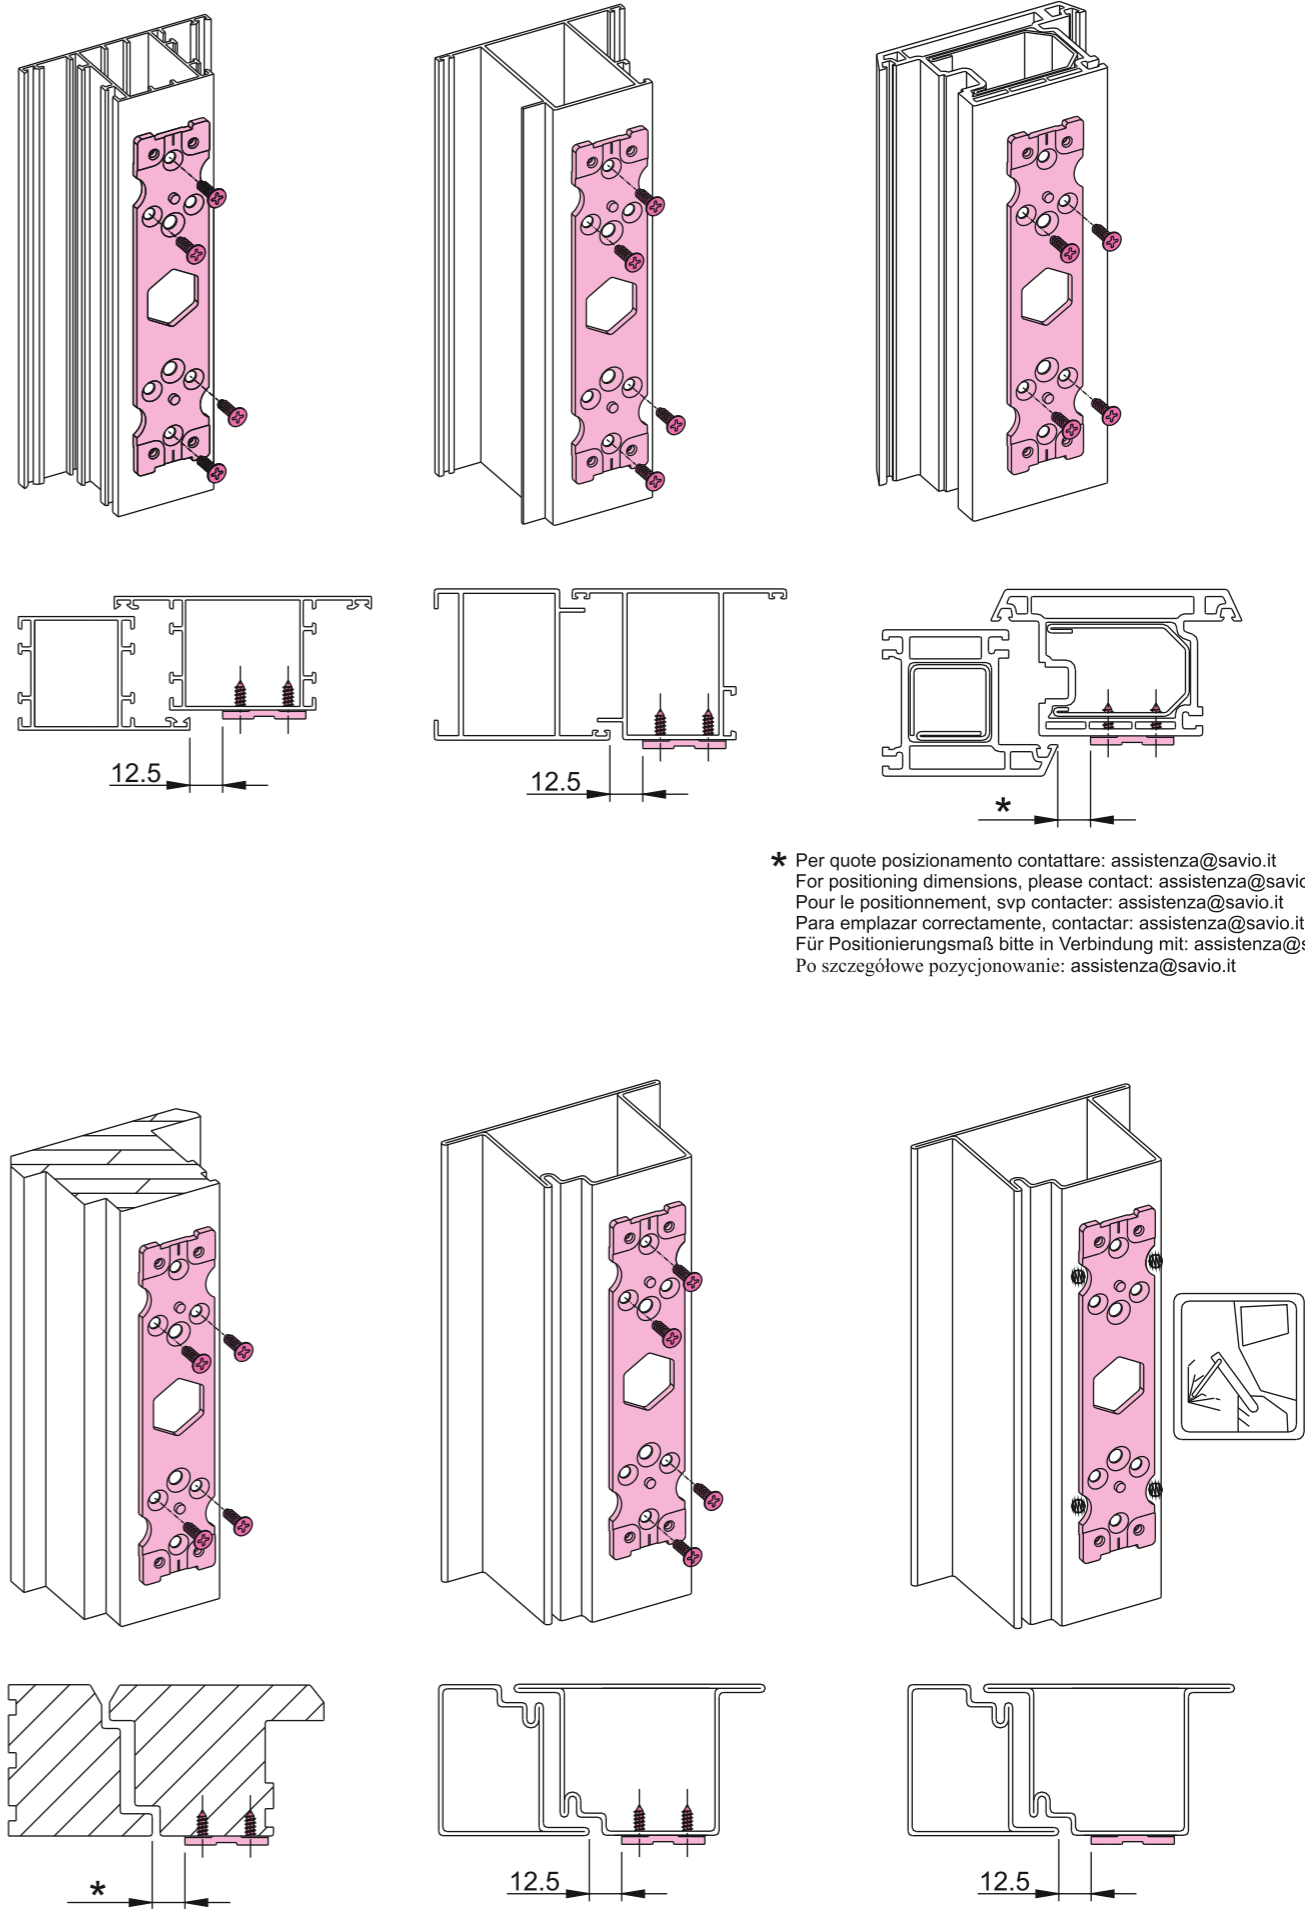 12.5
12.5
*
* Per quote posizionamento contattare: assistenza@savio.it
For positioning dimensions, please contact: assistenza@savio
Pour le positionnement, svp contacter: assistenza@savio.it
Para emplazar correctamente, contactar: assistenza@savio.it
Für Positionierungsmaß bitte in Verbindung mit: assistenza@s
Po szczegółowe pozycjonowanie: assistenza@savio.it
*
12.5
12.5